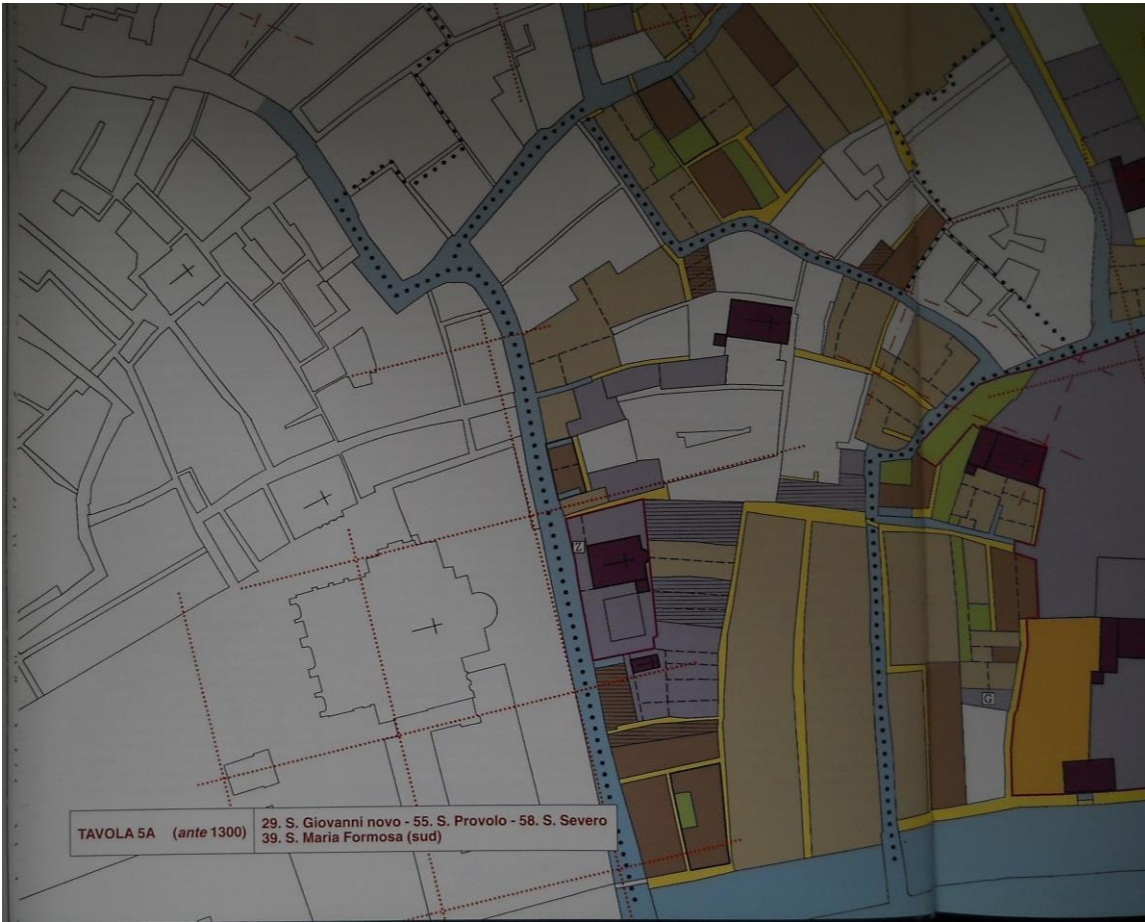 Z
G
TAVOLA 5A (ante 1300)
29. S. Giovanni novo - 55. S. Provolo - 58. S. Severo
39. S. Maria Formosa (sud)